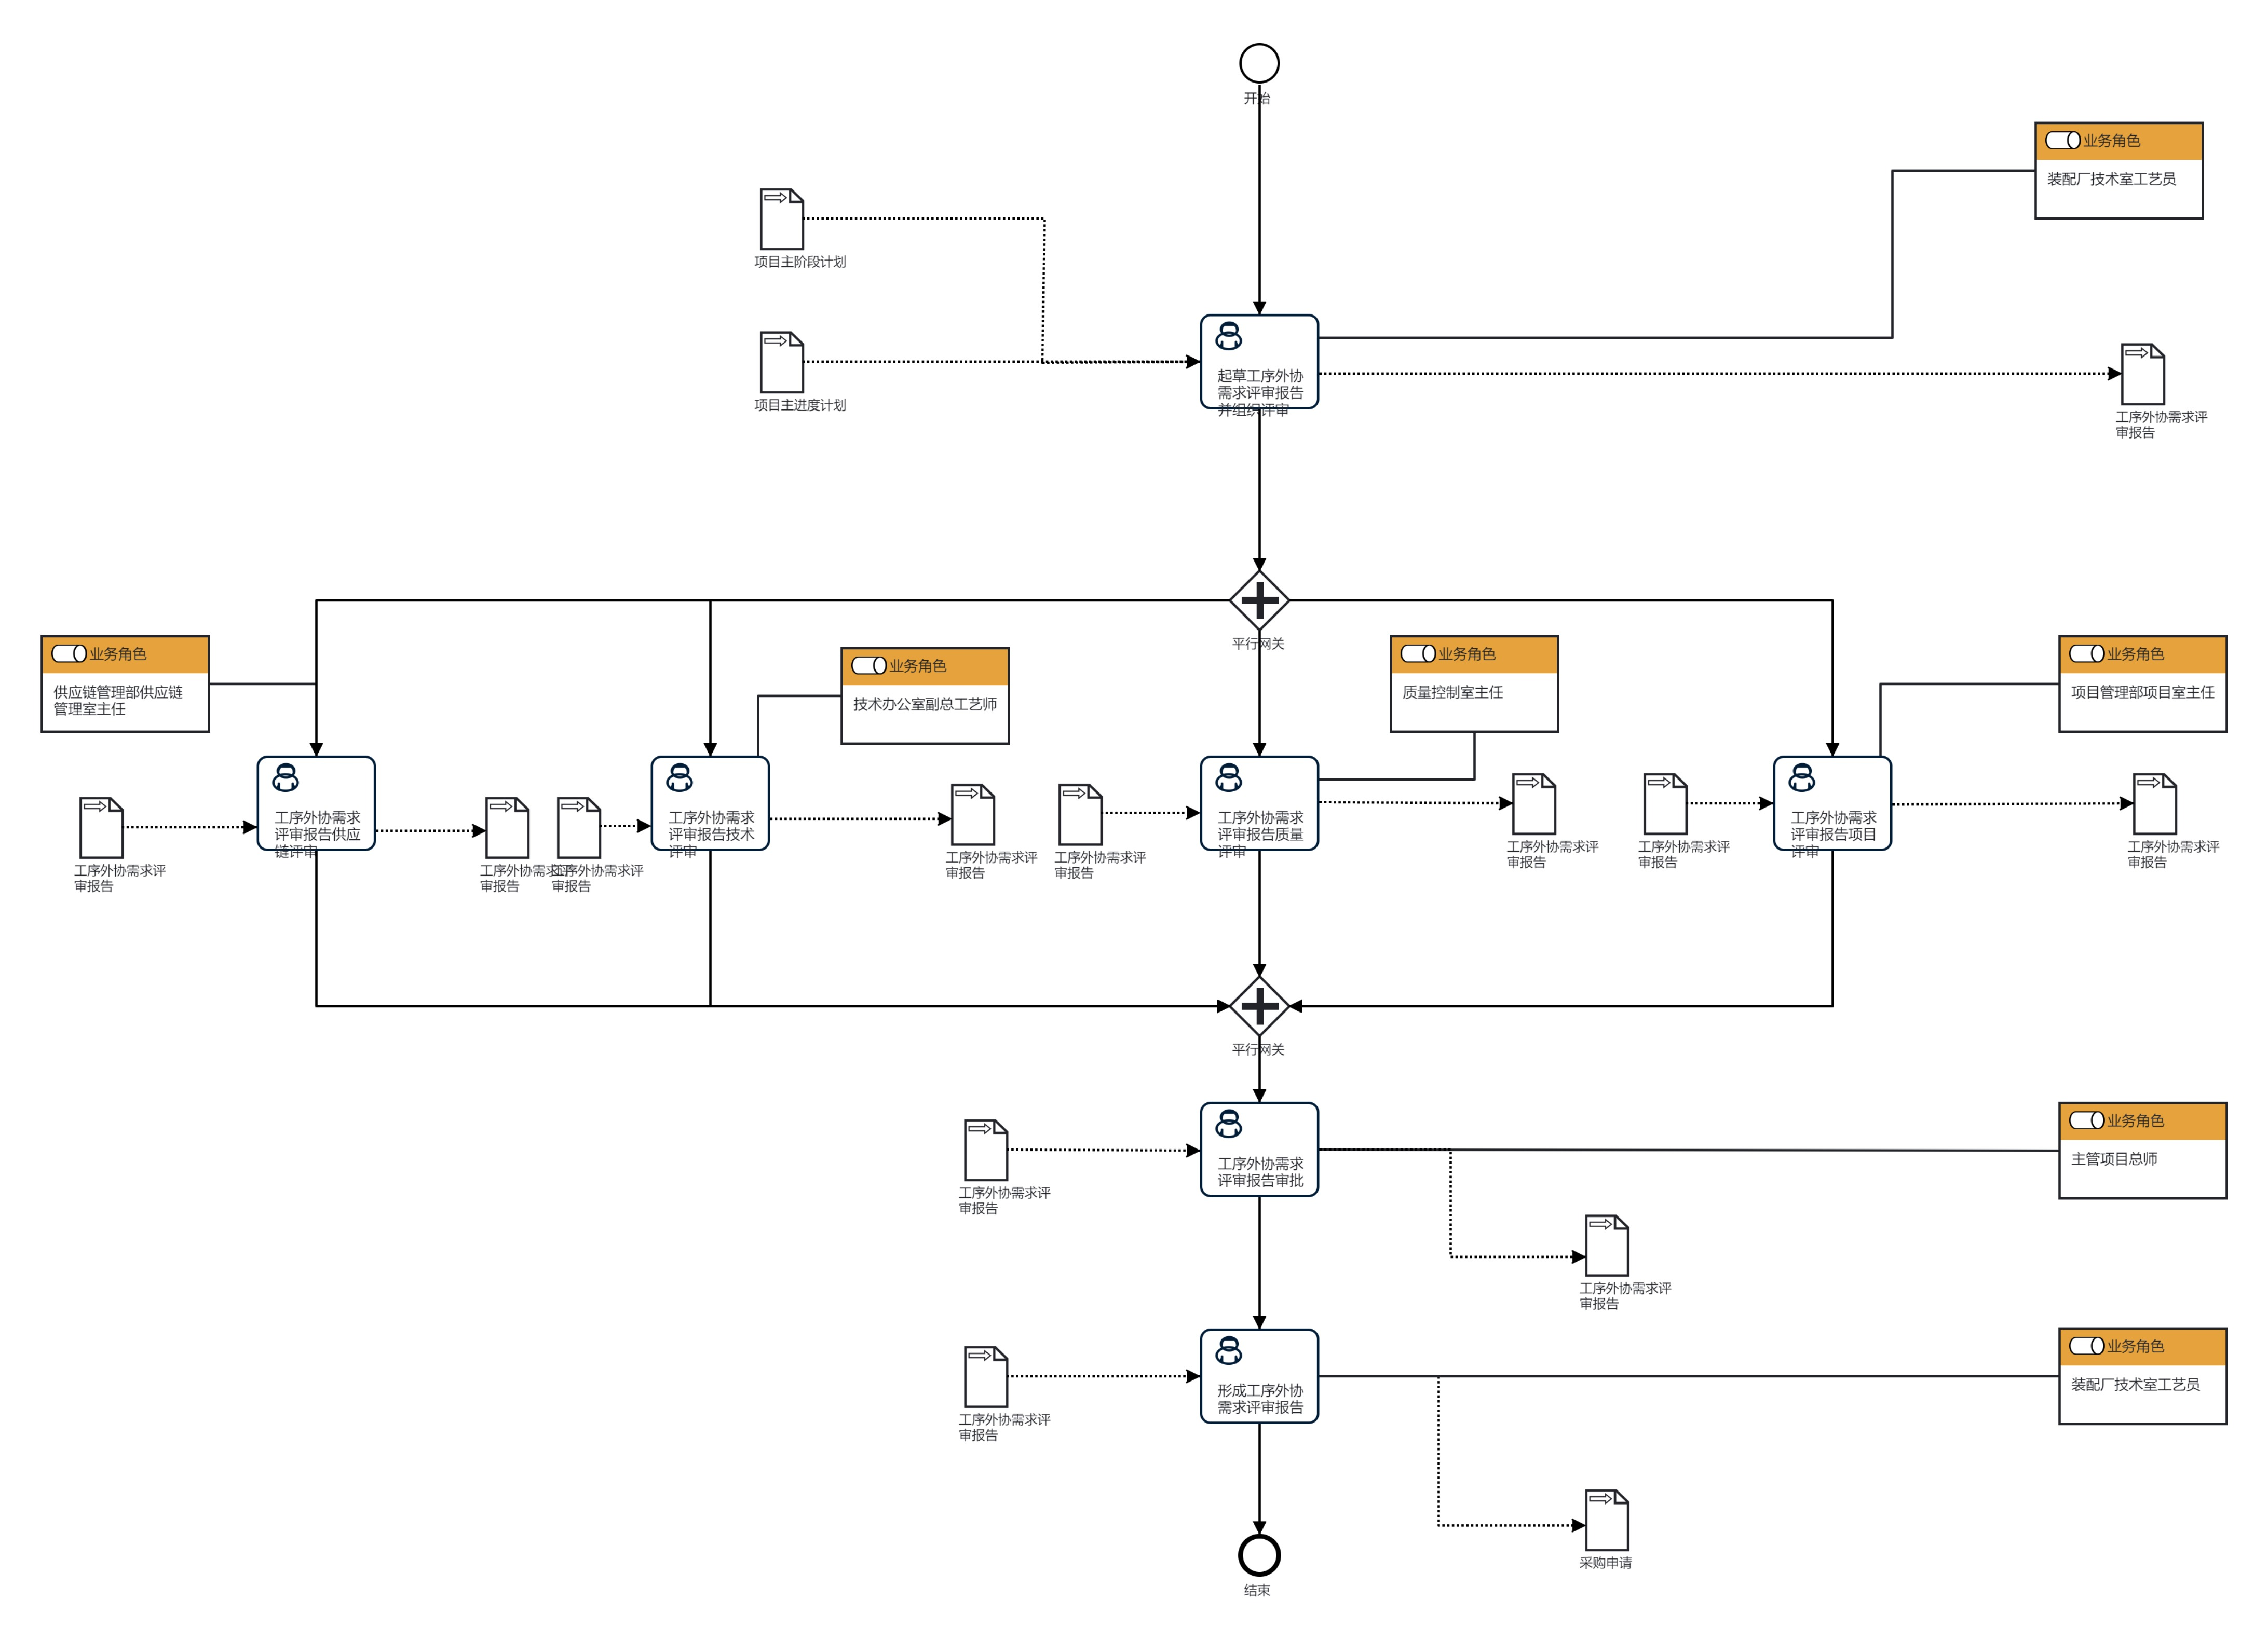 开始
业务角色
装配厂技术室工艺员
项目主阶段计划
项目主进度计划
起草工序外协
需求评审报告
并组织评审
工序外协需求评
审报告
平行网关
业务角色
供应链管理部供应链
管理室主任
业务角色
技术办公室副总工艺师
业务角色
质量控制室主任
业务角色
项目管理部项目室主任
工序外协需求评
审报告
工序外协需求
评审报告供应
链评审
工序外协需求评
审报告
工序外协需求评
审报告
工序外协需求
评审报告技术
评审
工序外协需求评
审报告
工序外协需求评
审报告
工序外协需求
评审报告质量
评审
工序外协需求评
审报告
工序外协需求评
审报告
工序外协需求
评审报告项目
评审
工序外协需求评
审报告
平行网关
工序外协需求评
审报告
工序外协需求
评审报告审批
业务角色
主管项目总师
工序外协需求评
审报告
工序外协需求评
审报告
形成工序外协
需求评审报告
业务角色
装配厂技术室工艺员
采购申请
结束